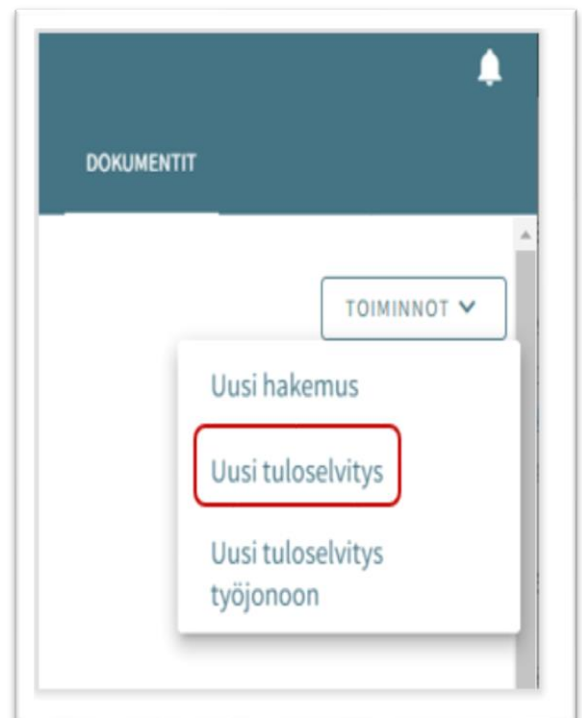 DOKUMENTIT
TOIMINNOT
Uusi hakemus
Uusi tuloselvitys
Uusi tuloselvitys
työjonoon